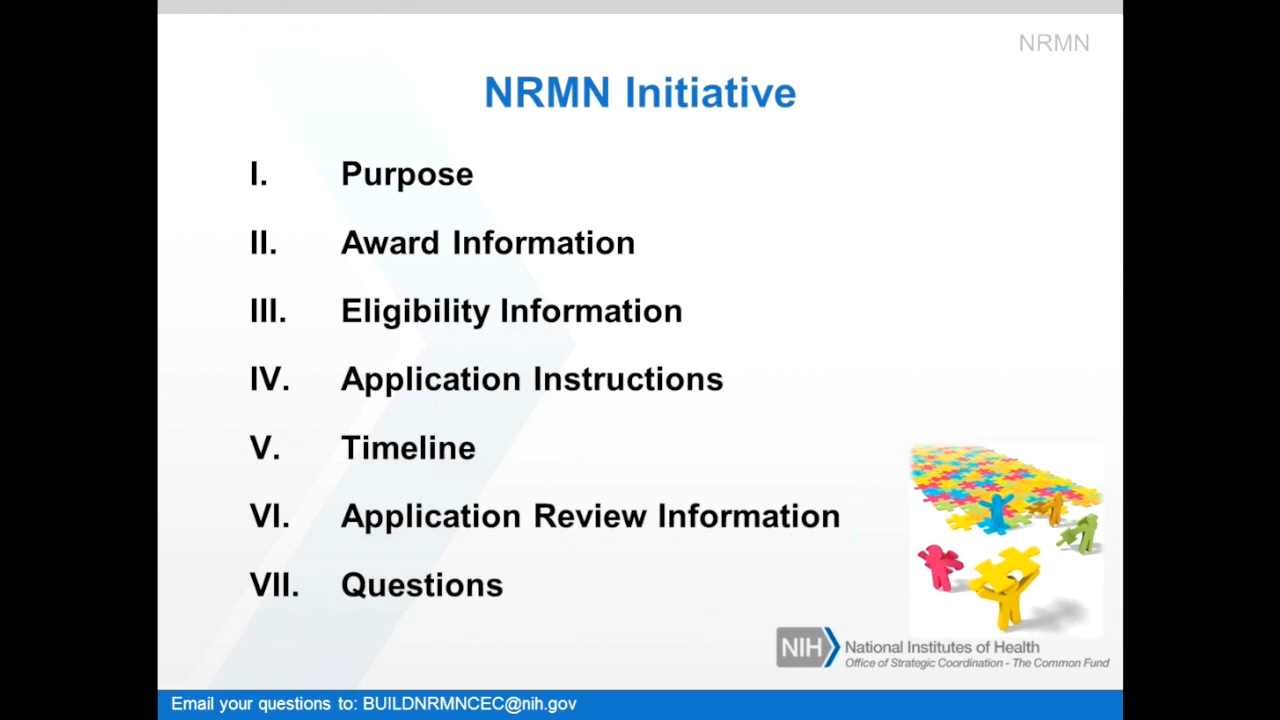 NRMN
NRMN Initiative
I. Purpose
II. Award Information
III. Eligibility Information
IV. Application Instructions
V. Timeline
VI. Application Review Information
VII. Questions
NIH National Institutes of Health
Office of Strategic Coordination - The Common Fund
Email your questions to: BUILDNRMNCEC@nih.gov